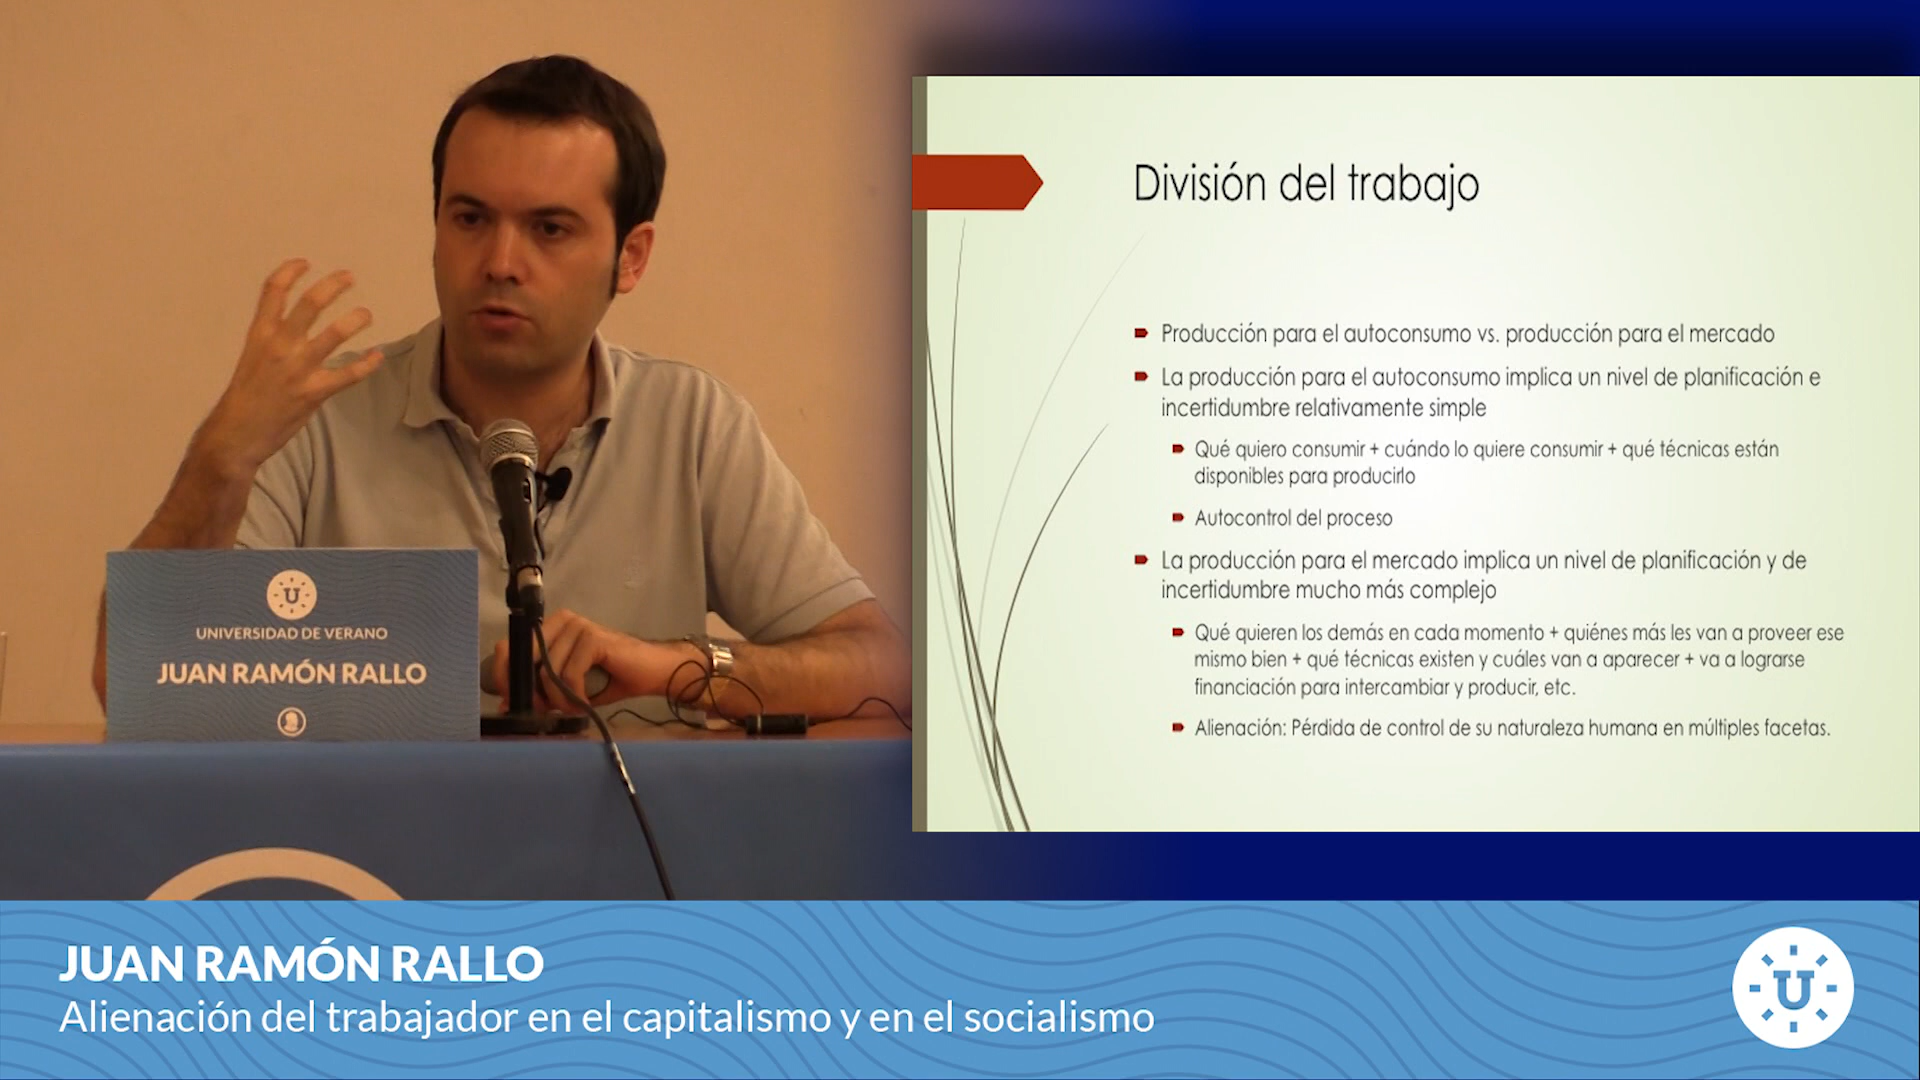 División del trabajo
Producción para el autoconsumo vs. producción para el mercado
La producción para el autoconsumo implica un nivel de planificación e
incertidumbre relativamente simple
Qué quiero consumir + cuándo lo quiere consumir + qué técnicas están
disponibles para producirlo
Autocontrol del proceso
La producción para el mercado implica un nivel de planificación y de
incertidumbre mucho más complejo
Qué quieren los demás en cada momento + quiénes más les van a proveer ese
mismo bien + qué técnicas existen y cuáles van a aparecer + va a lograrse
financiación para intercambiar y producir, etc.
Alienación: Pérdida de control de su naturaleza humana en múltiples facetas.
U
UNIVERSIDAD DE VERANO
JUAN RAMÓN RALLO
JUAN RAMÓN RALLO
Alienación del trabajador en el capitalismo y en el socialismo
U